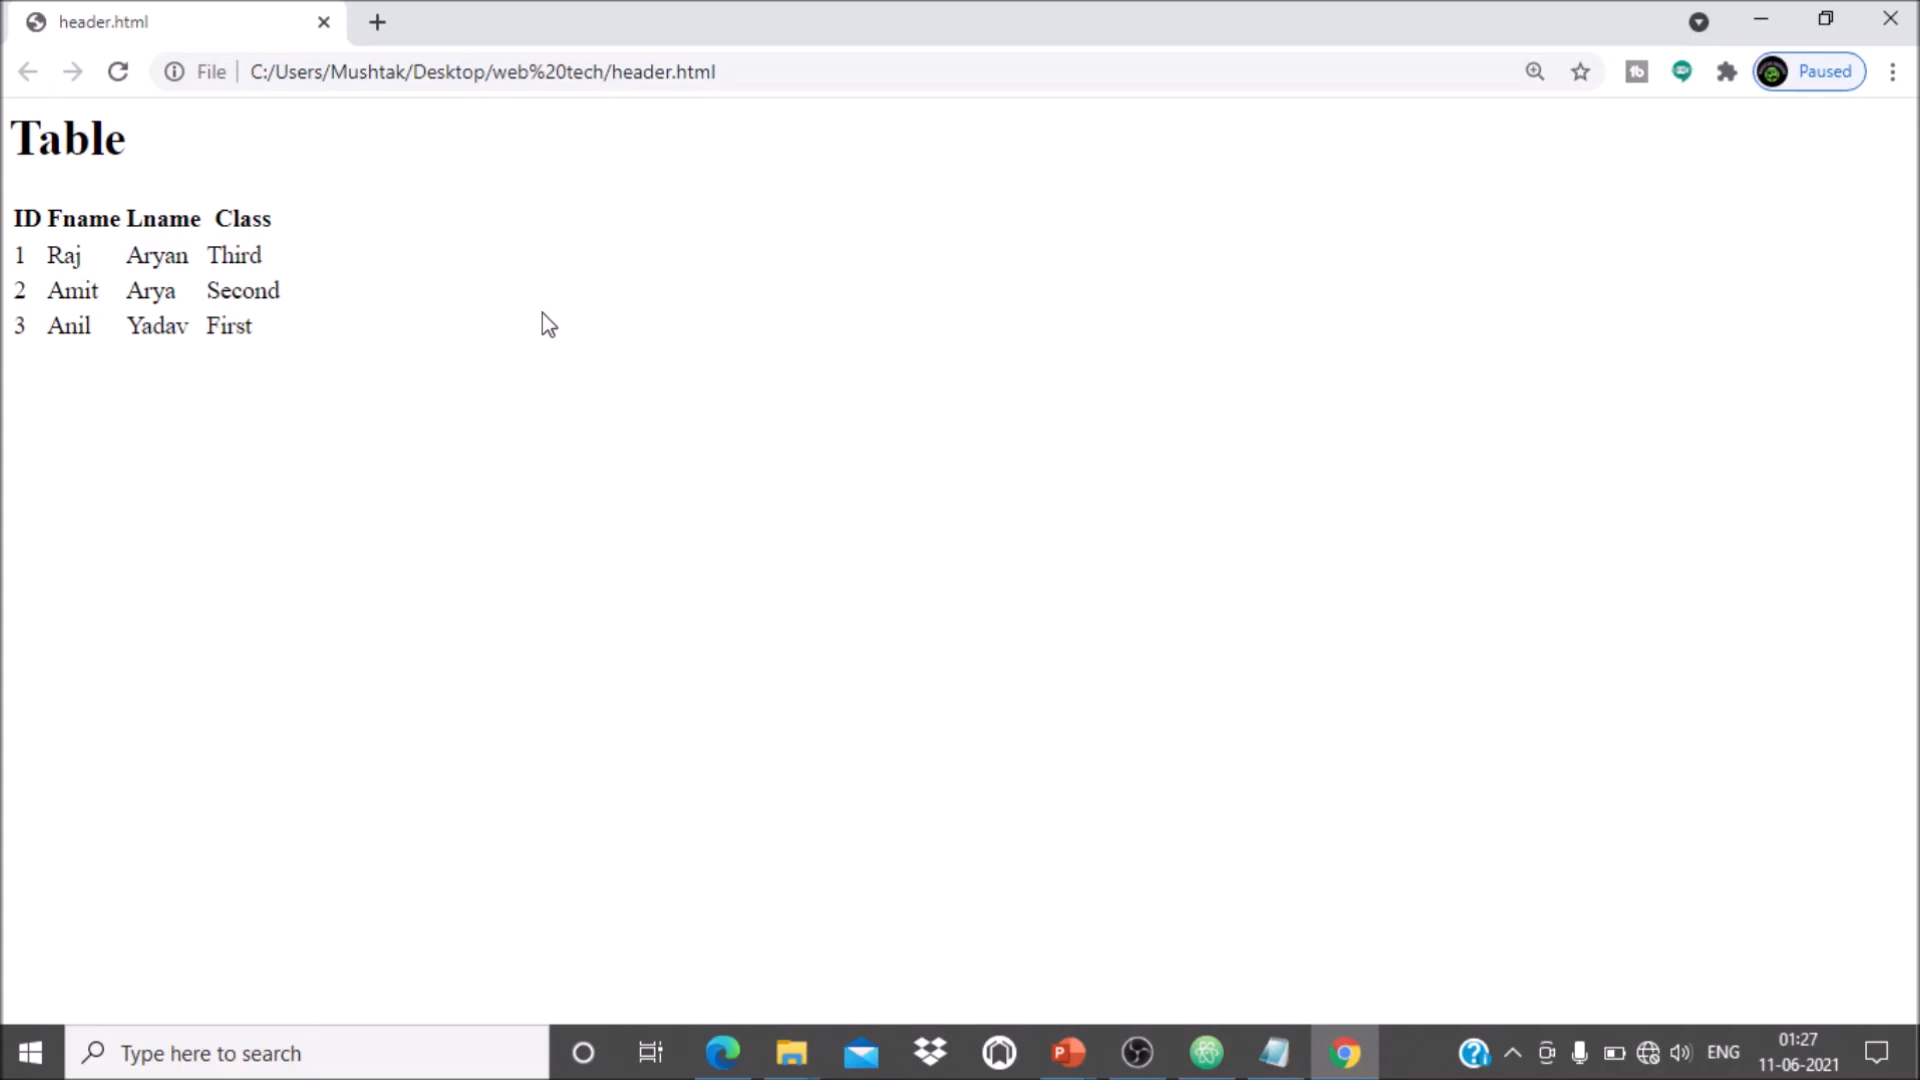 header.html
File C:/Users/Mushtak/Desktop/web%20tech/header.html
Paused
Table
ID Fname Lname Class
1 Raj Aryan Third
2 Amit Arya Second
3 Anil Yadav First
Type here to search
ENG
01:27
11-06-2021